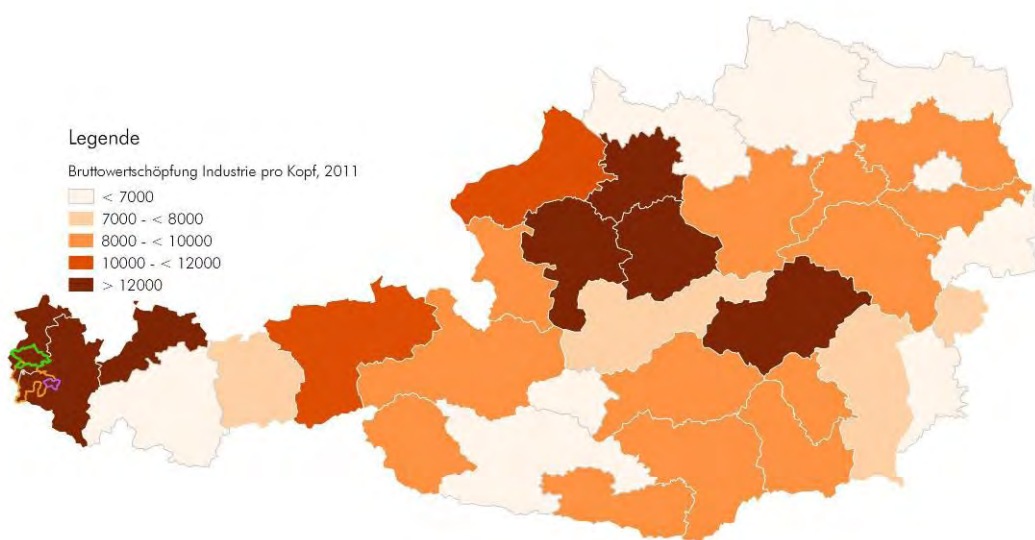 Legende
Bruttowertschöpfung Industrie pro Kopf, 2011
< 7000
7000 - < 8000
8000 - < 10000
10000 - < 12000
> 12000